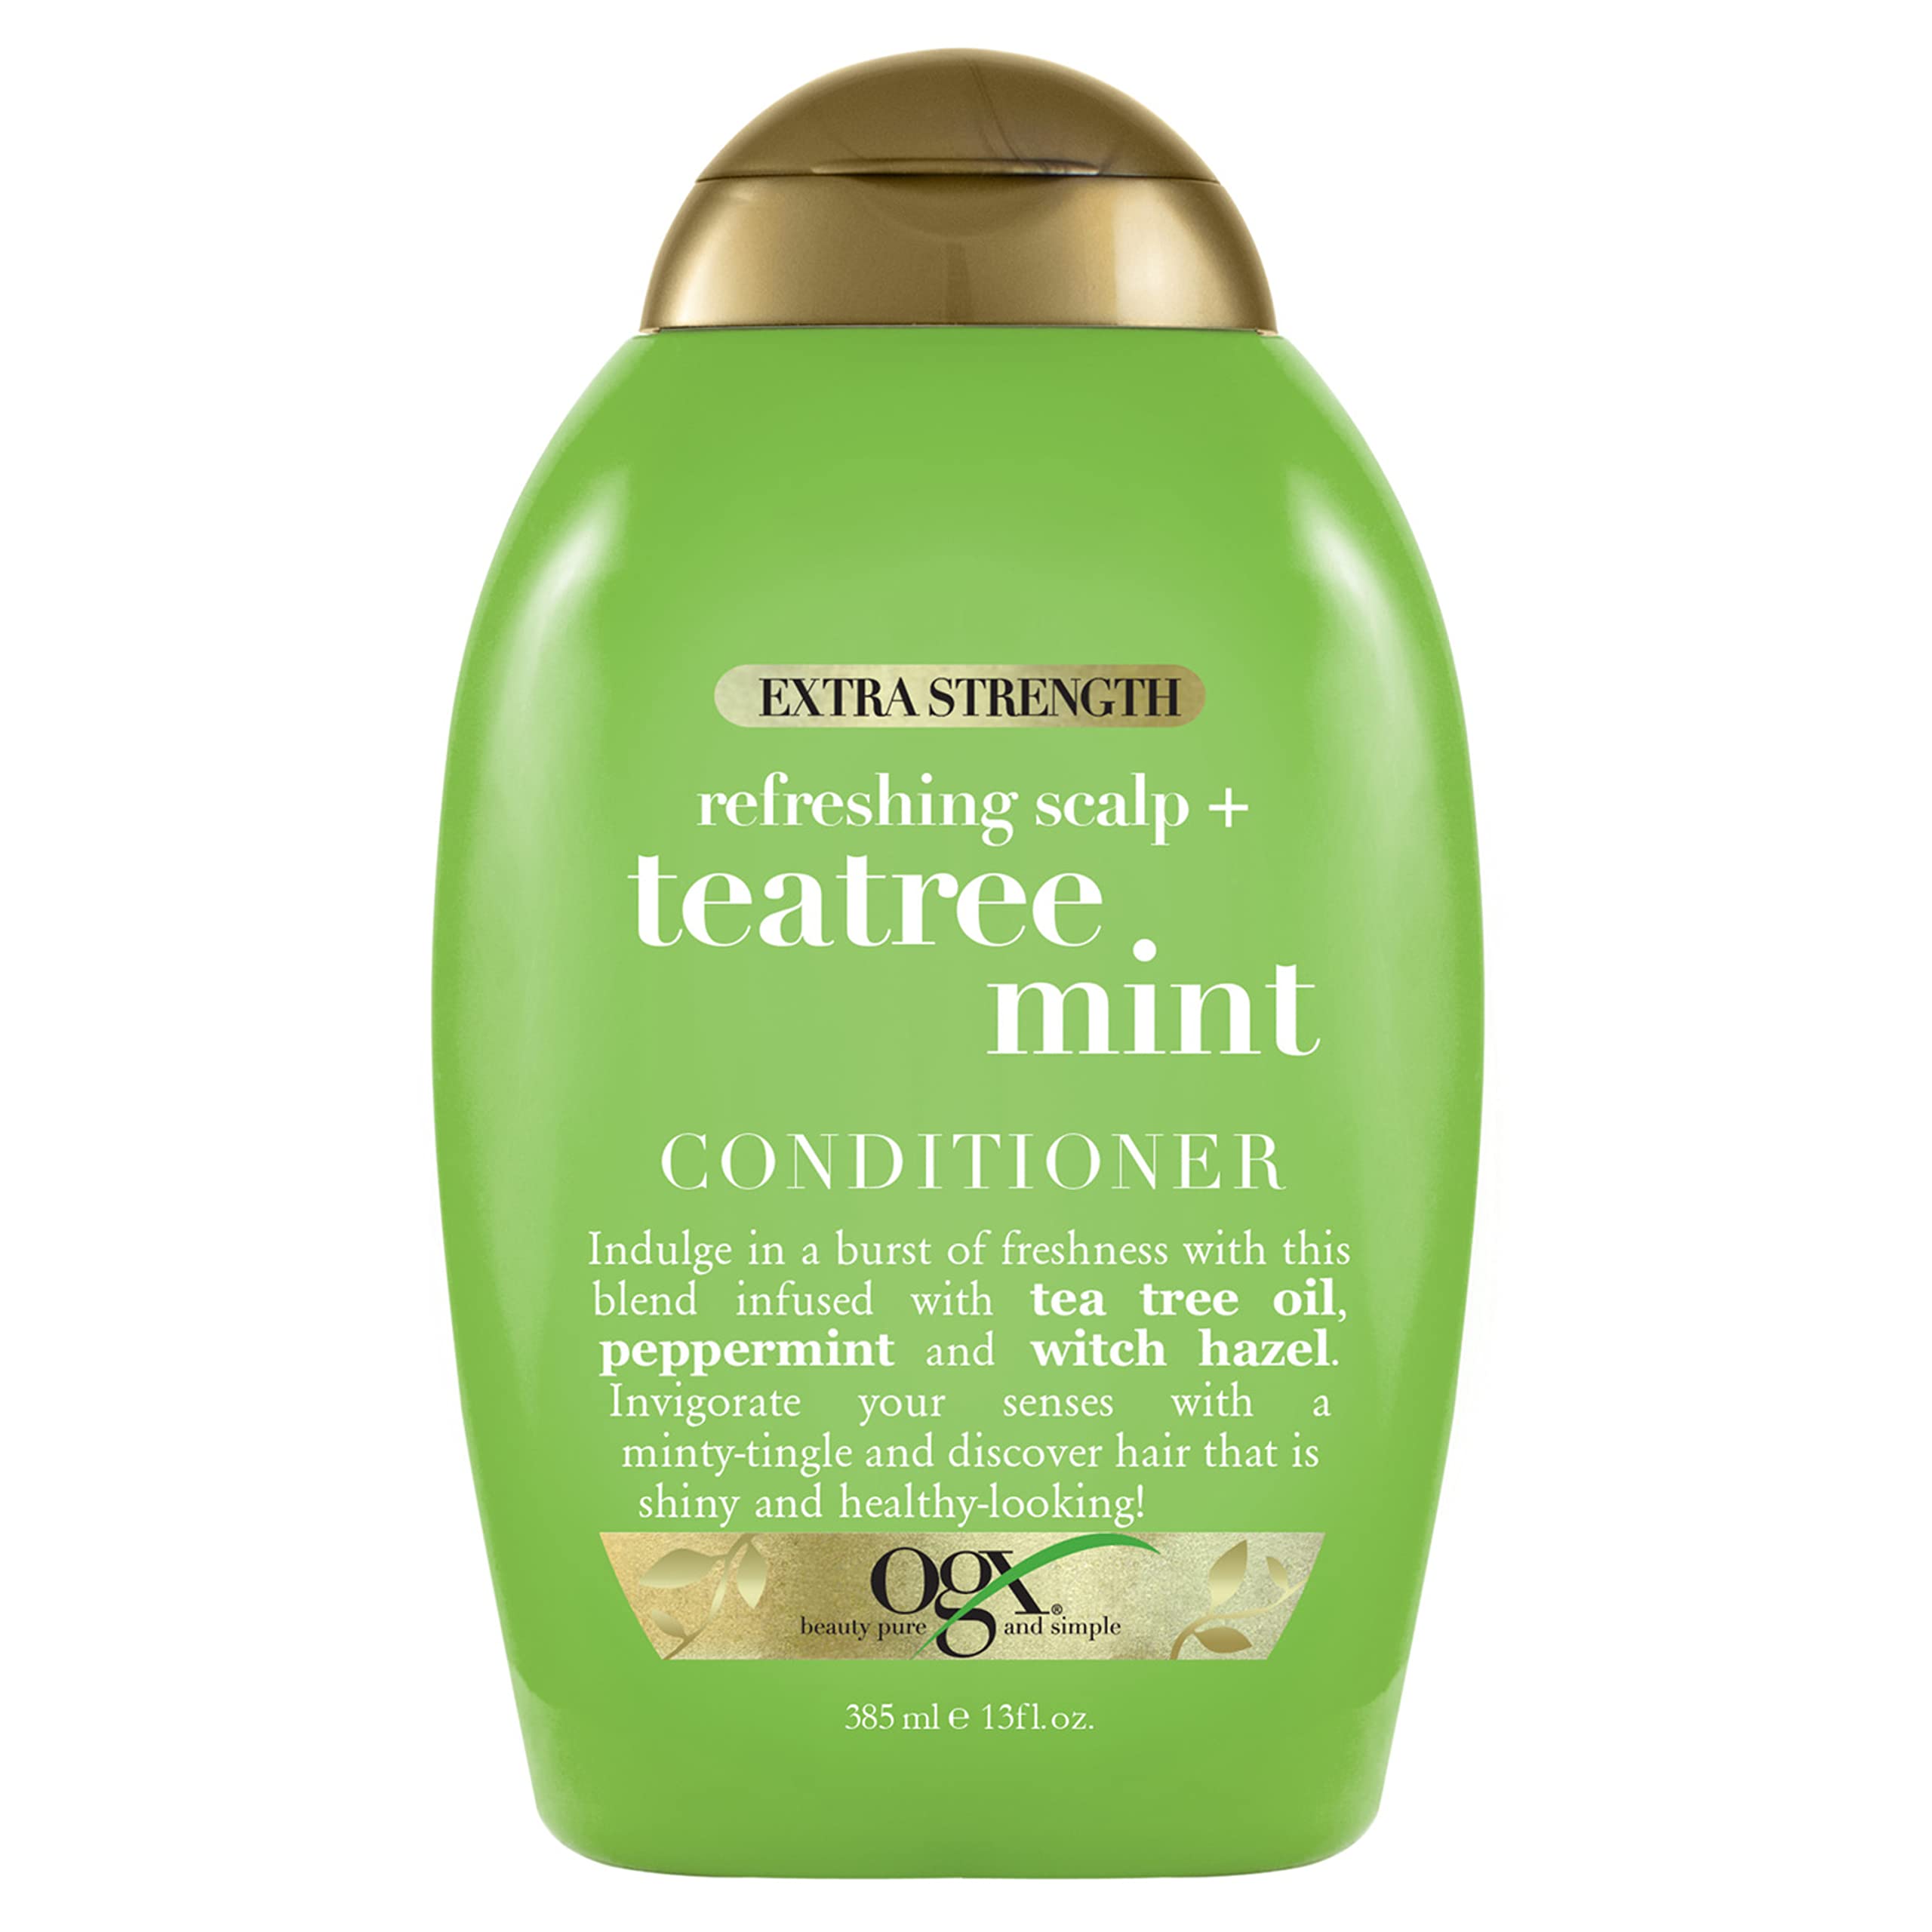 EXTRA STRENGTH
refreshing scalp +
teatree
mint
CONDITIONER
Indulge in a burst of freshness with this
blend infused with tea tree oil,
peppermint and witch hazel.
Invigorate your senses with a
minty-tingle and discover hair that is
shiny and healthy-looking!
ogx®
beauty pure and simple
385 ml e 13fl. oz.